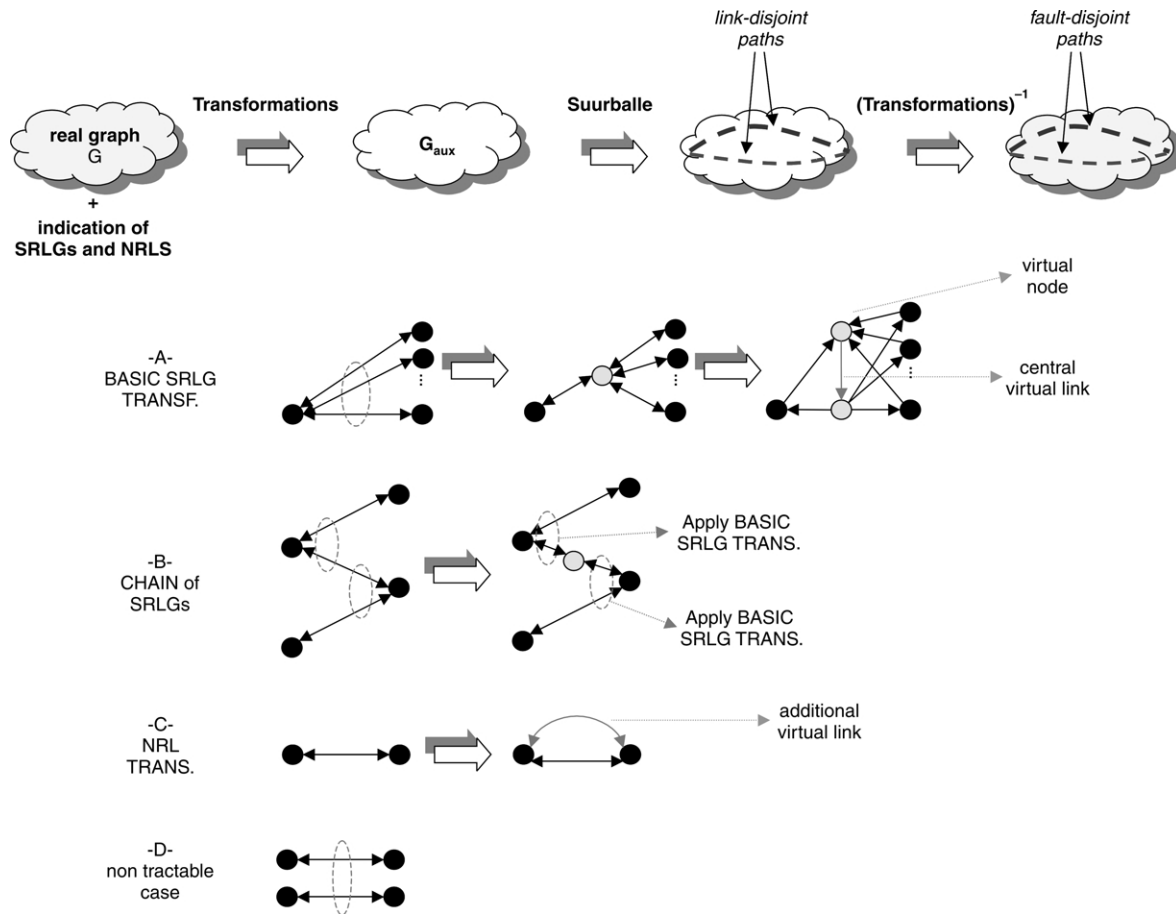 link-disjoint
paths
fault-disjoint
paths
Transformations
Suurballe
(Transformations)⁻¹
real graph
G
G_aux
+
indication of
SRLGs and NRLS
virtual
node
-A-
BASIC SRLG
TRANSF.
central
virtual link
-B-
CHAIN of
SRLGs
Apply BASIC
SRLG TRANS.
Apply BASIC
SRLG TRANS.
-C-
NRL
TRANS.
additional
virtual link
-D-
non tractable
case